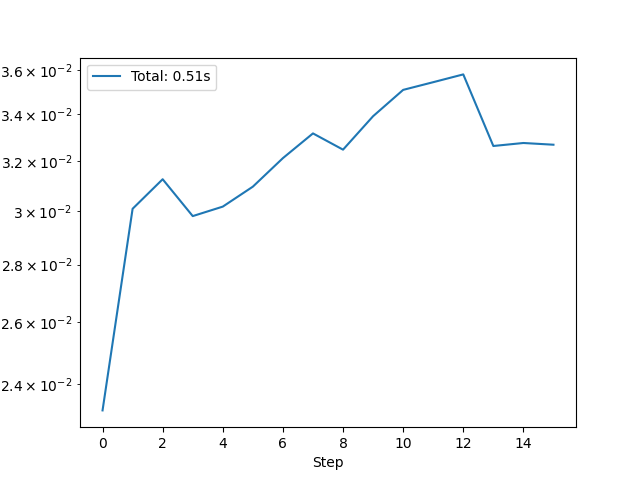 Total: 0.51s
3.6 × 10⁻²
3.4 × 10⁻²
3.2 × 10⁻²
3 × 10⁻²
2.8 × 10⁻²
2.6 × 10⁻²
2.4 × 10⁻²
0 2 4 6 8 10 12 14
Step